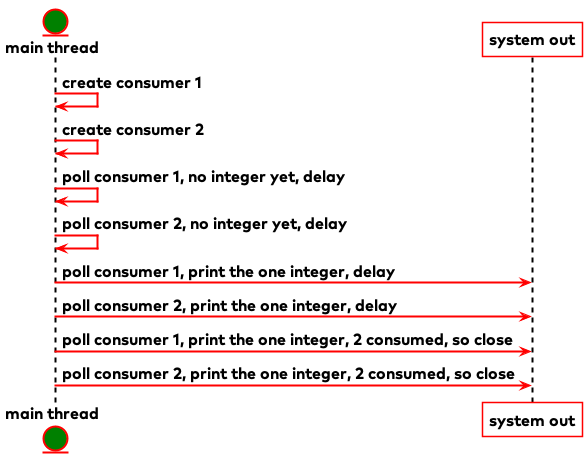 main thread
system out
create consumer 1
create consumer 2
poll consumer 1, no integer yet, delay
poll consumer 2, no integer yet, delay
poll consumer 1, print the one integer, delay
poll consumer 2, print the one integer, delay
poll consumer 1, print the one integer, 2 consumed, so close
poll consumer 2, print the one integer, 2 consumed, so close
main thread
system out